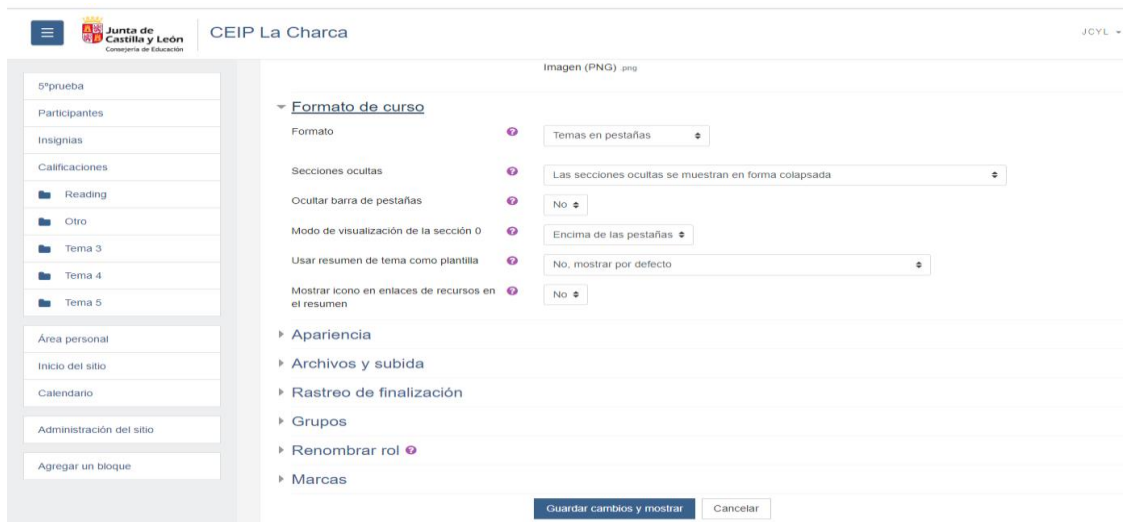 Junta de
Castilla y León
Consejería de Educación
CEIP La Charca
JCYL
5ºprueba
Participantes
Insignias
Calificaciones
Reading
Otro
Tema 3
Tema 4
Tema 5
Área personal
Inicio del sitio
Calendario
Administración del sitio
Agregar un bloque
Imagen (PNG) .png
Formato de curso
Formato
Temas en pestañas
Secciones ocultas
Las secciones ocultas se muestran en forma colapsada
Ocultar barra de pestañas
No
Modo de visualización de la sección 0
Encima de las pestañas
Usar resumen de tema como plantilla
No, mostrar por defecto
Mostrar icono en enlaces de recursos en
el resumen
No
Apariencia
Archivos y subida
Rastreo de finalización
Grupos
Renombrar rol
Marcas
Guardar cambios y mostrar
Cancelar